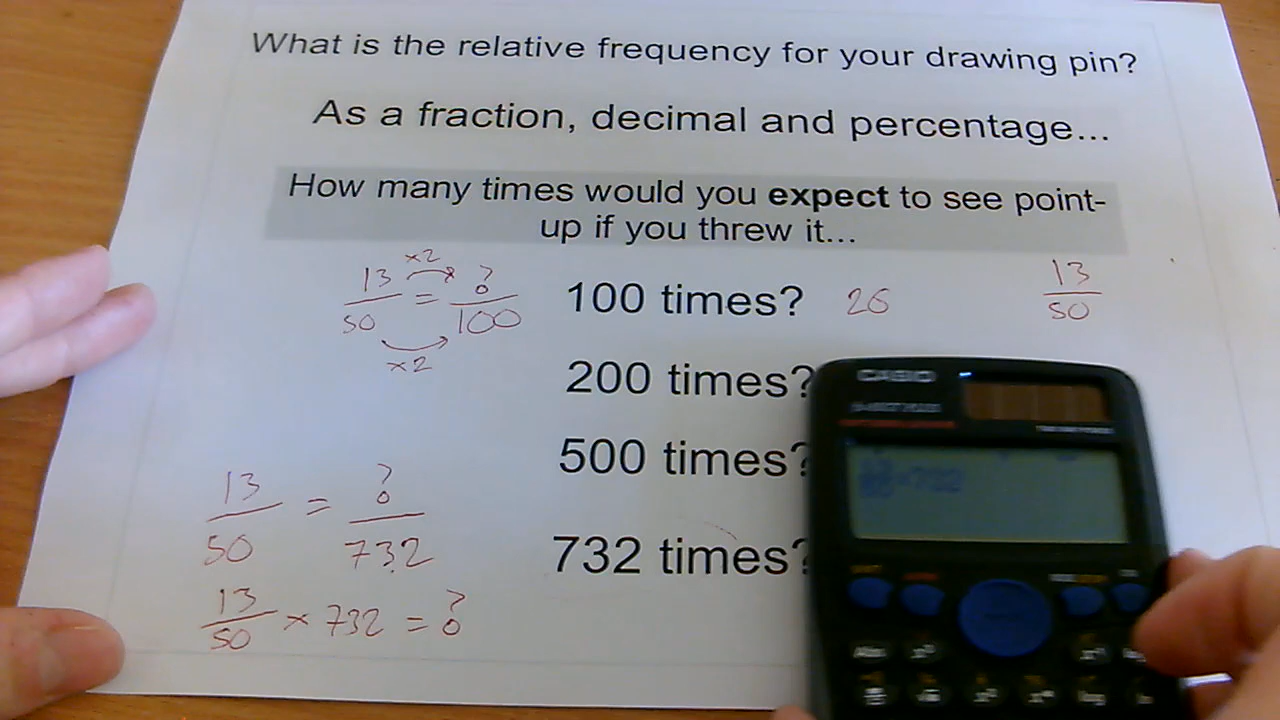 What is the relative frequency for your drawing pin?
As a fraction, decimal and percentage...
How many times would you expect to see point-
up if you threw it...
×2
13/50 = ?/100
×2
100 times? 26
13/50
200 times?
500 times?
732 times?
13/50 = ?/732
13/50 × 732 = ?
CASIO
×732